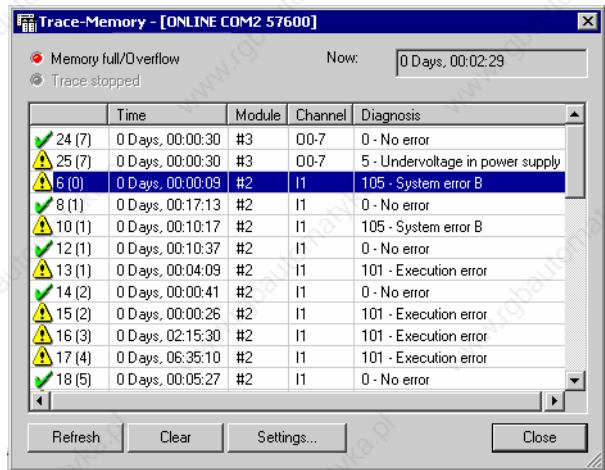 Trace-Memory - [ONLINE COM2 57600]
Memory full/Overflow Now: 0 Days, 00:02:29
Trace stopped
Time Module Channel Diagnosis
24 (7) 0 Days, 00:00:30 #3 O0-7 0 - No error
25 (7) 0 Days, 00:00:30 #3 O0-7 5 - Undervoltage in power supply
6 (0) 0 Days, 00:00:09 #2 I1 105 - System error B
8 (1) 0 Days, 00:17:13 #2 I1 0 - No error
10 (1) 0 Days, 00:10:17 #2 I1 105 - System error B
12 (1) 0 Days, 00:10:37 #2 I1 0 - No error
13 (1) 0 Days, 00:04:09 #2 I1 101 - Execution error
14 (2) 0 Days, 00:00:41 #2 I1 0 - No error
15 (2) 0 Days, 00:00:26 #2 I1 101 - Execution error
16 (3) 0 Days, 02:15:30 #2 I1 101 - Execution error
17 (4) 0 Days, 06:35:10 #2 I1 101 - Execution error
18 (5) 0 Days, 00:05:27 #2 I1 0 - No error
Refresh Clear Settings... Close